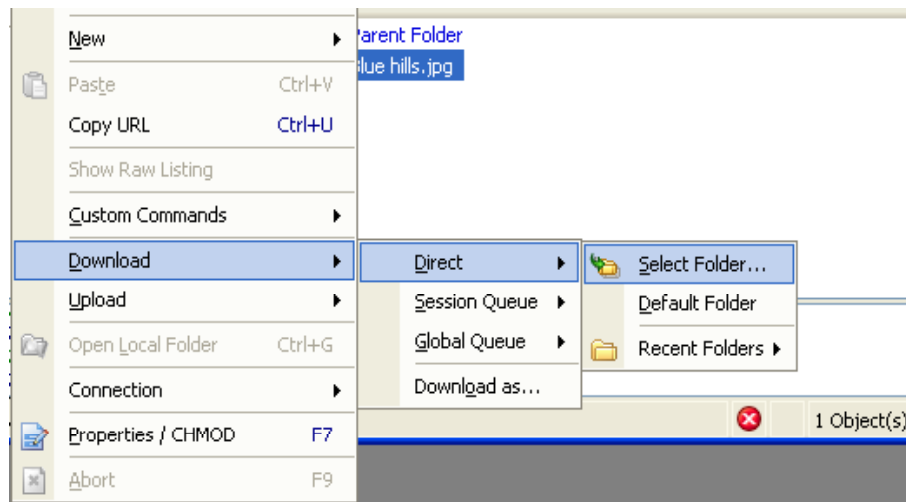 New
Parent Folder
Blue hills.jpg
Paste Ctrl+V
Copy URL Ctrl+U
Show Raw Listing
Custom Commands
Download
Direct
Select Folder...
Upload
Session Queue
Default Folder
Open Local Folder Ctrl+G
Global Queue
Recent Folders
Connection
Download as...
Properties / CHMOD F7
1 Object(s)
Abort F9